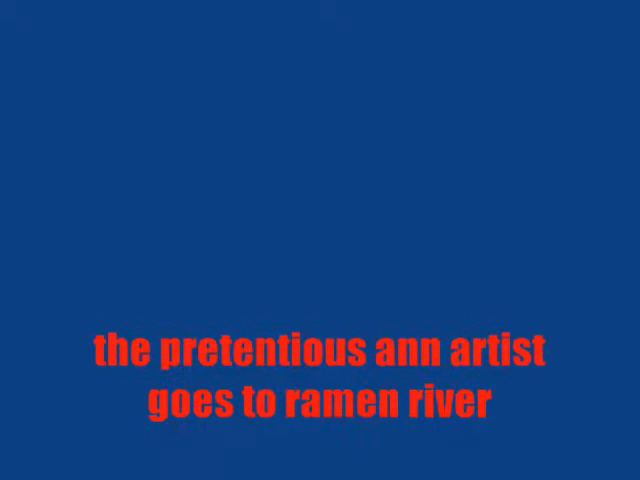 the pretentious ann artist
goes to ramen river